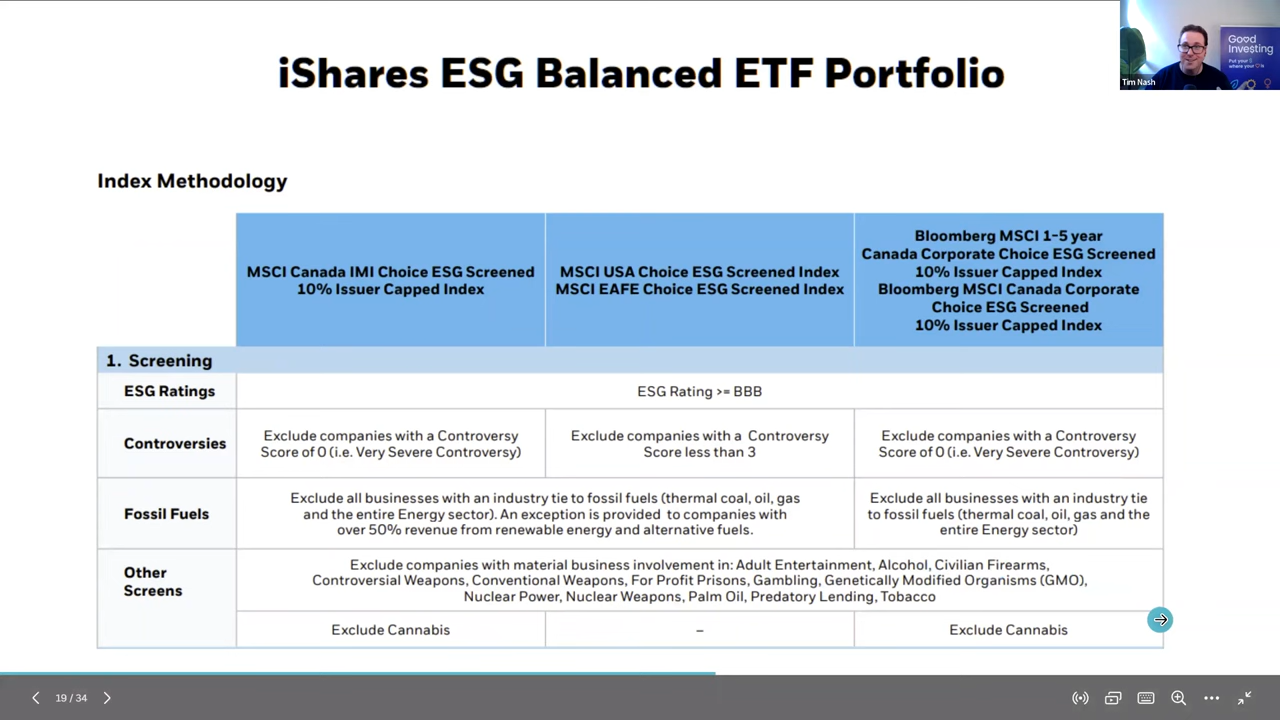 iShares ESG Balanced ETF Portfolio
Good
Investing
Put your $
where your
is
Tim Nash
Index Methodology
MSCI Canada IMI Choice ESG Screened
10% Issuer Capped Index
MSCI USA Choice ESG Screened Index
MSCI EAFE Choice ESG Screened Index
Bloomberg MSCI 1-5 year
Canada Corporate Choice ESG Screened
10% Issuer Capped Index
Bloomberg MSCI Canada Corporate
Choice ESG Screened
10% Issuer Capped Index
1. Screening
ESG Ratings
ESG Rating >= BBB
Controversies
Exclude companies with a Controversy
Score of 0 (i.e. Very Severe Controversy)
Exclude companies with a Controversy
Score less than 3
Exclude companies with a Controversy
Score of 0 (i.e. Very Severe Controversy)
Fossil Fuels
Exclude all businesses with an industry tie to fossil fuels (thermal coal, oil, gas
and the entire Energy sector). An exception is provided to companies with
over 50% revenue from renewable energy and alternative fuels.
Exclude all businesses with an industry tie
to fossil fuels (thermal coal, oil, gas and the
entire Energy sector)
Other
Screens
Exclude companies with material business involvement in: Adult Entertainment, Alcohol, Civilian Firearms,
Controversial Weapons, Conventional Weapons, For Profit Prisons, Gambling, Genetically Modified Organisms (GMO),
Nuclear Power, Nuclear Weapons, Palm Oil, Predatory Lending, Tobacco
Exclude Cannabis
–
Exclude Cannabis
19 / 34